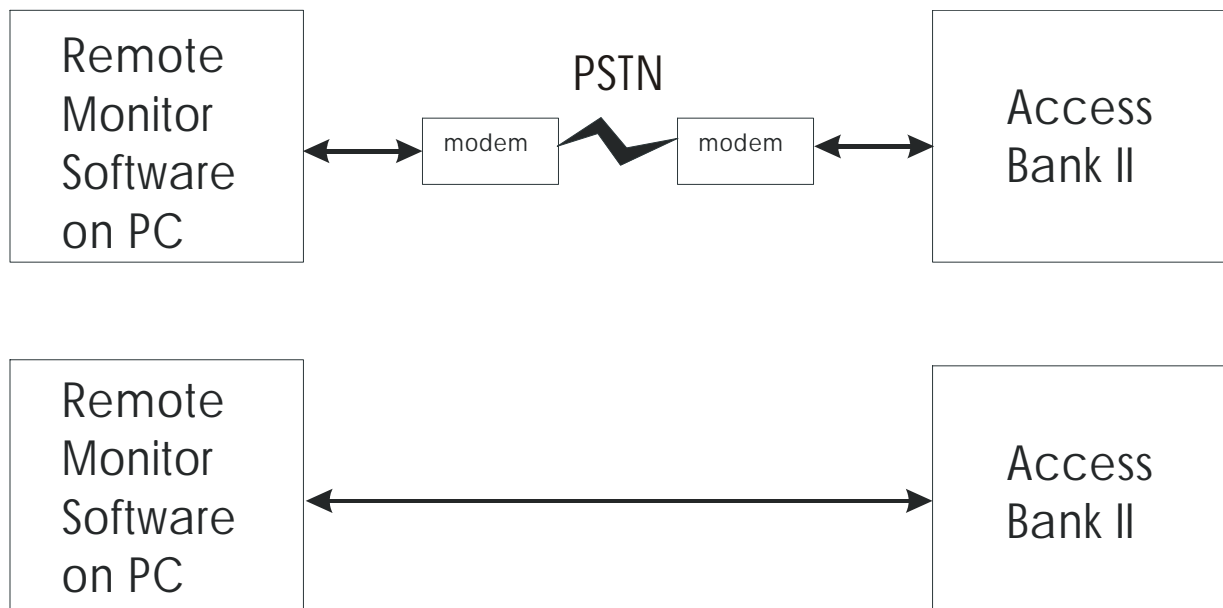 Remote
Monitor
Software
on PC
PSTN
modem
modem
Access
Bank II
Remote
Monitor
Software
on PC
Access
Bank II